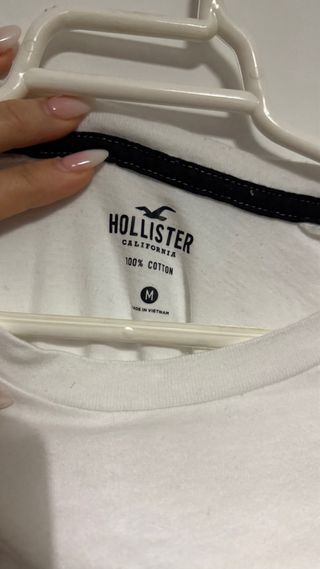 HOLLISTER
CALIFORNIA
100% COTTON
M
MADE IN VIETNAM